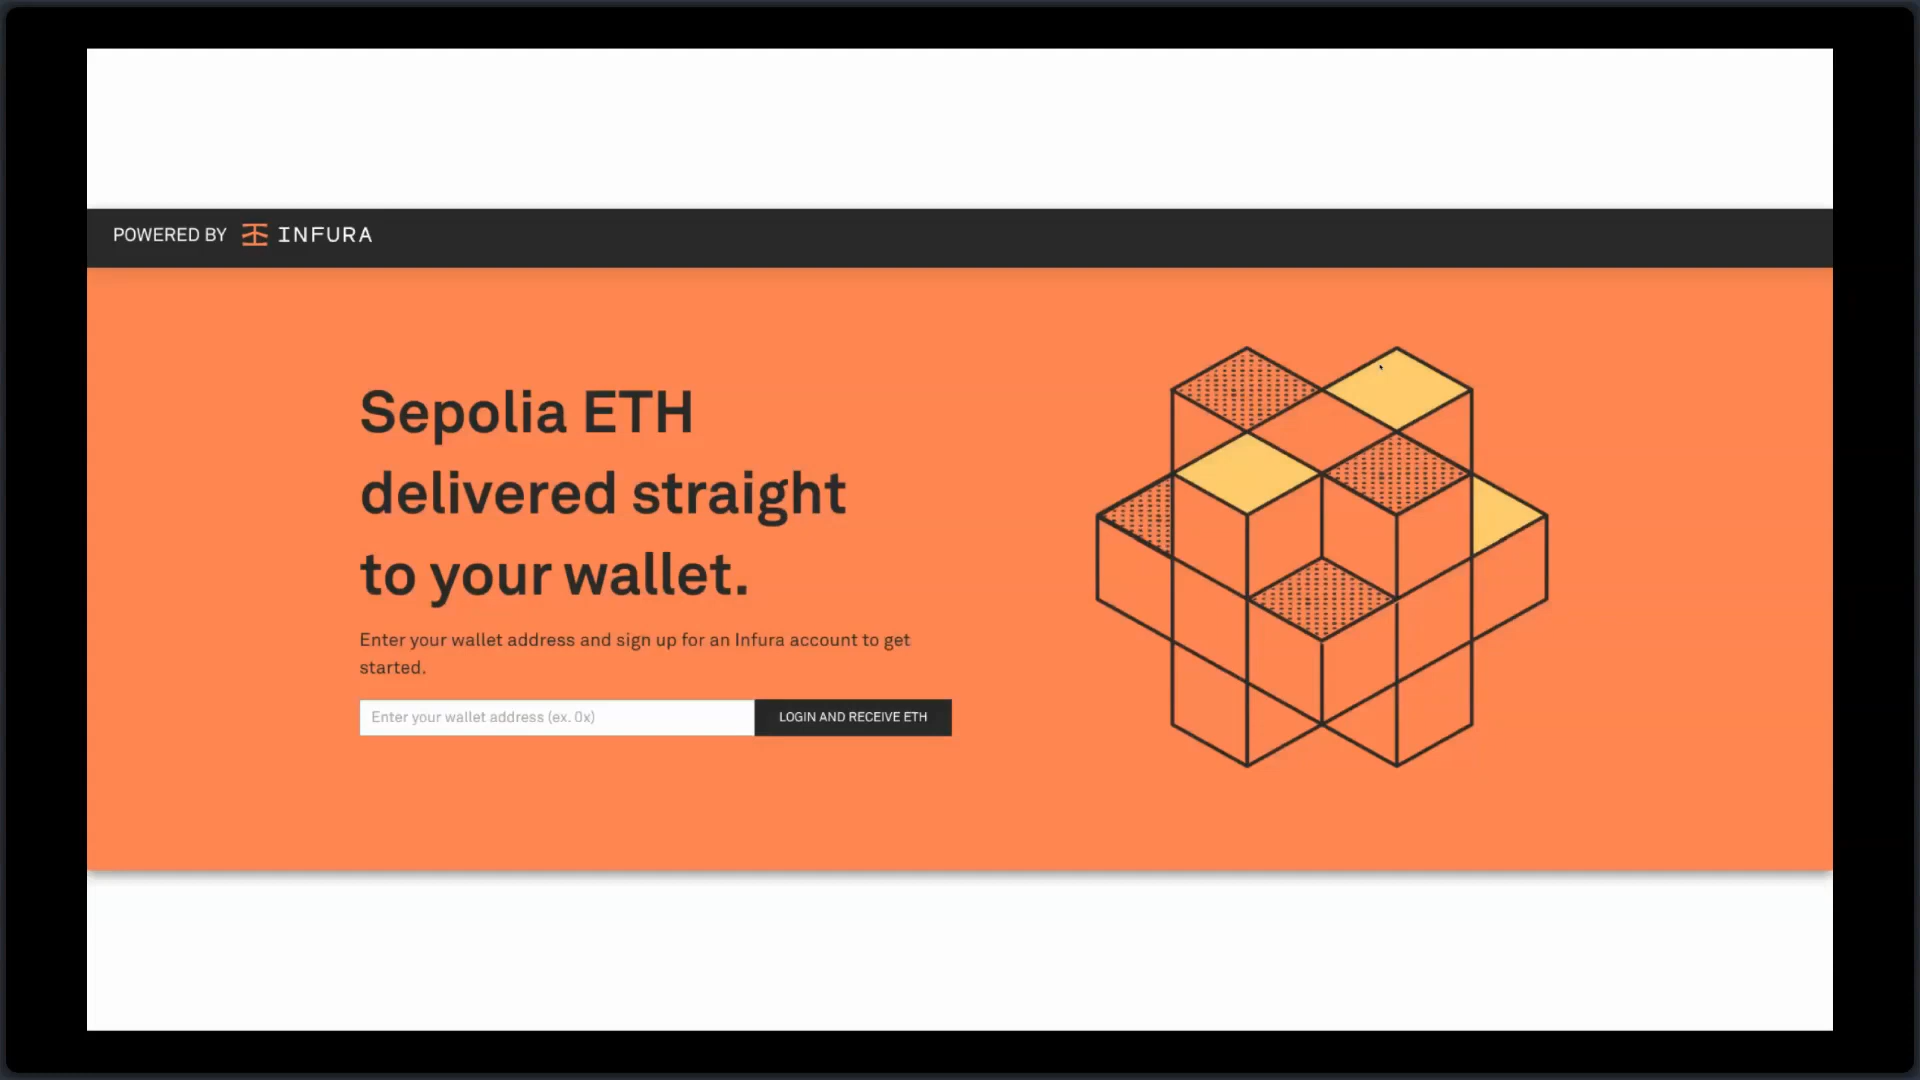 POWERED BY INFURA
Sepolia ETH
delivered straight
to your wallet.
Enter your wallet address and sign up for an Infura account to get
started.
Enter your wallet address (ex. 0x)
LOGIN AND RECEIVE ETH